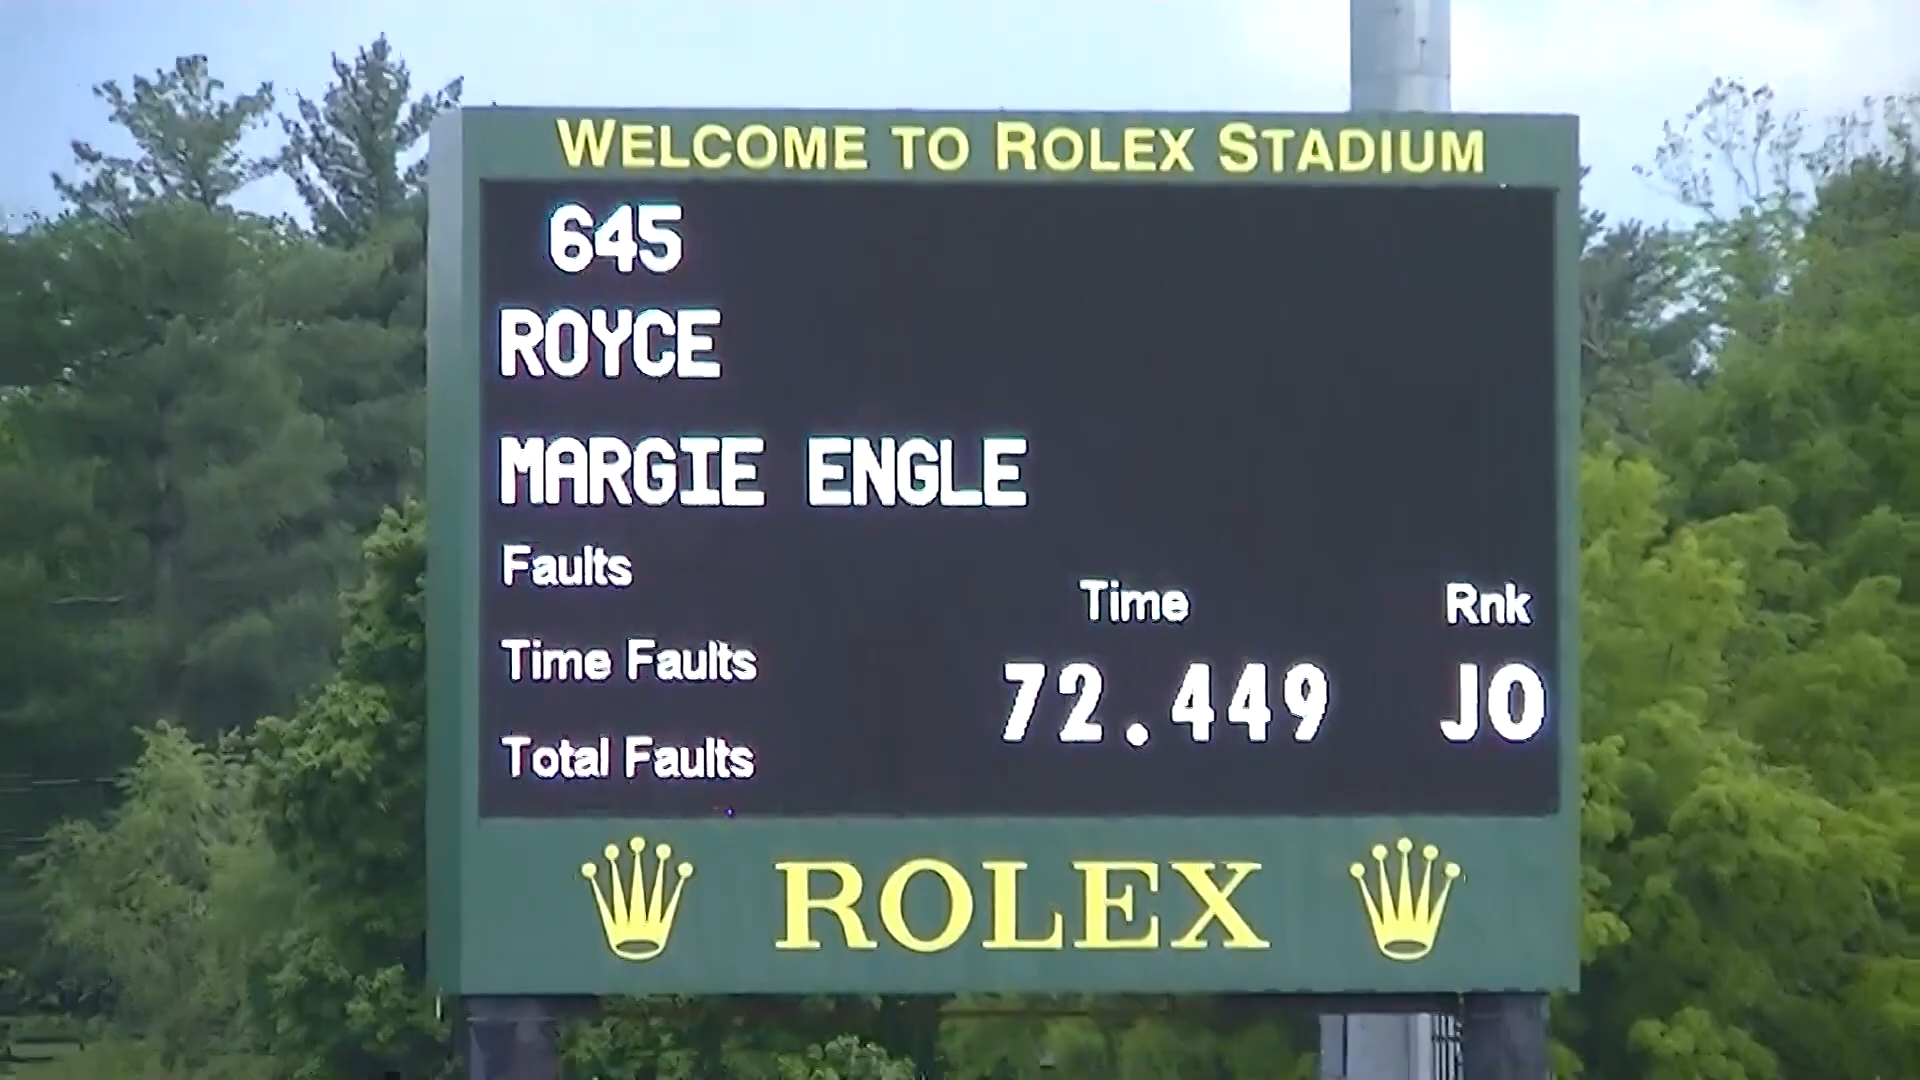 WELCOME TO ROLEX STADIUM
645
ROYCE
MARGIE ENGLE
Faults
Time Rnk
Time Faults
72.449 JO
Total Faults
ROLEX